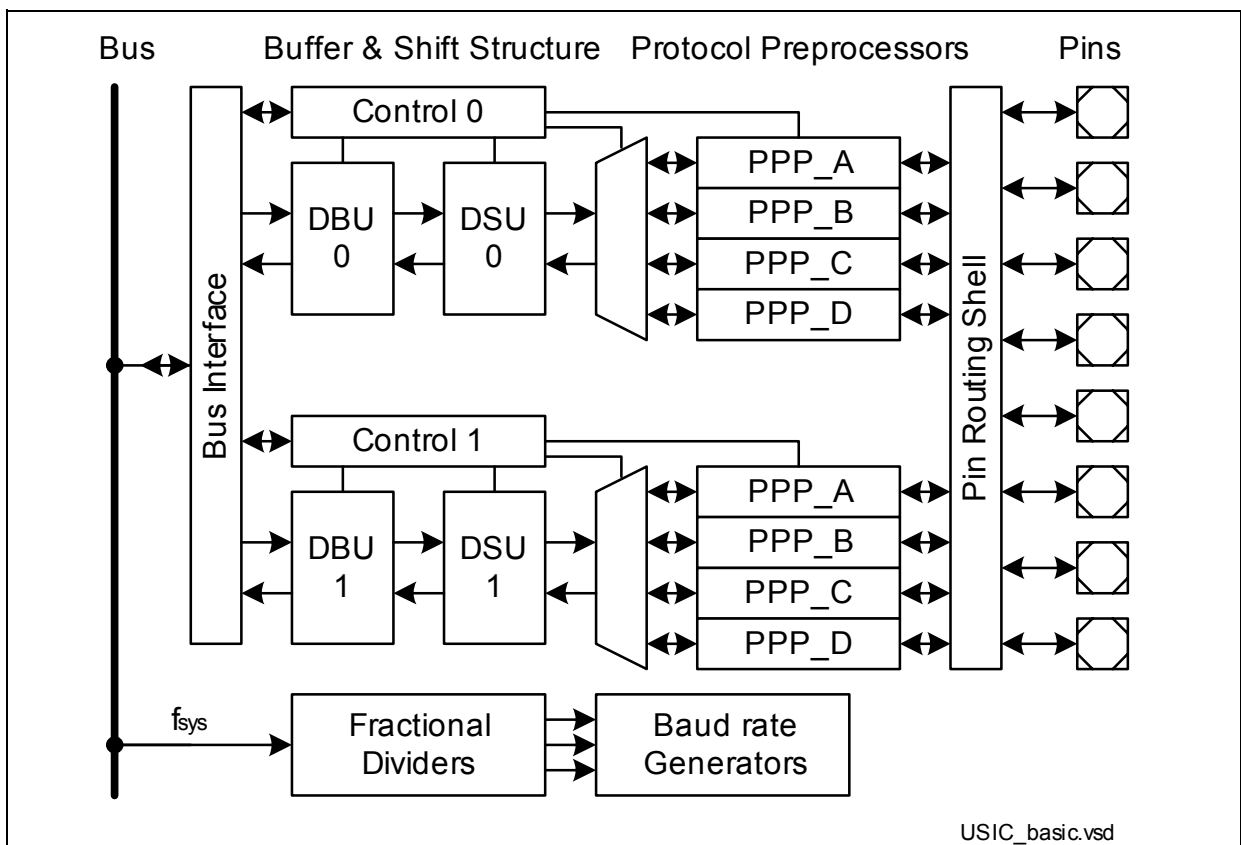 Bus
Buffer & Shift Structure
Protocol Preprocessors
Pins
Bus Interface
Control 0
DBU
0
DSU
0
PPP_A
PPP_B
PPP_C
PPP_D
Control 1
DBU
1
DSU
1
PPP_A
PPP_B
PPP_C
PPP_D
Pin Routing Shell
fsys
Fractional
Dividers
Baud rate
Generators
USIC_basic.vsd